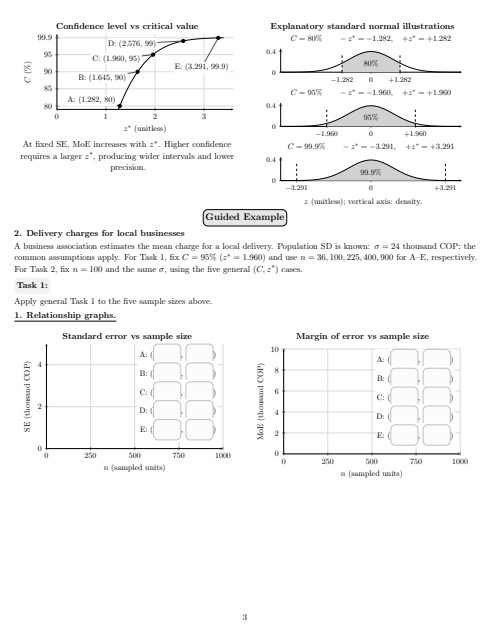 Confidence level vs critical value
99.9
95
90
85
80
C (%)
D: (2.576, 99)
C: (1.960, 95)
B: (1.645, 90)
A: (1.282, 80)
E: (3.291, 99.9)
0
1
2
3
z* (unitless)
At fixed SE, MoE increases with z*. Higher confidence
requires a larger z*, producing wider intervals and lower
precision.
Explanatory standard normal illustrations
C = 80% − z* = −1.282, +z* = +1.282
0.4
0
80%
−1.282 0 +1.282
C = 95% − z* = −1.960, +z* = +1.960
0.4
0
95%
−1.960 0 +1.960
C = 99.9% − z* = −3.291, +z* = +3.291
0.4
0
99.9%
−3.291 0 +3.291
z (unitless); vertical axis: density.
Guided Example
2. Delivery charges for local businesses
A business association estimates the mean charge for a local delivery. Population SD is known: σ = 24 thousand COP; the
common assumptions apply. For Task 1, fix C = 95% (z* = 1.960) and use n = 36, 100, 225, 400, 900 for A–E, respectively.
For Task 2, fix n = 100 and the same σ, using the five general (C, z*) cases.
Task 1:
Apply general Task 1 to the five sample sizes above.
1. Relationship graphs.
Standard error vs sample size
SE (thousand COP)
4
2
0
A: ( , )
B: ( , )
C: ( , )
D: ( , )
E: ( , )
0 250 500 750 1000
n (sampled units)
Margin of error vs sample size
MoE (thousand COP)
10
8
6
4
2
0
A: ( , )
B: ( , )
C: ( , )
D: ( , )
E: ( , )
0 250 500 750 1000
n (sampled units)
3